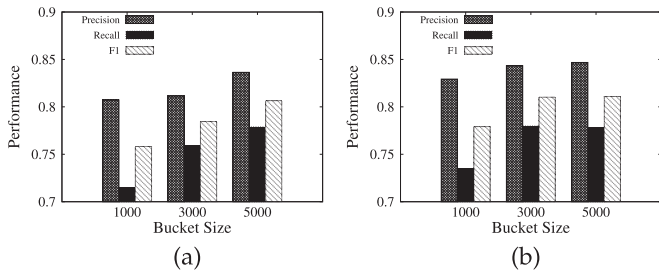 0.9
0.85
0.8
0.75
0.7
Performance
Precision
Recall
F1
1000 3000 5000
Bucket Size
(a)
0.9
0.85
0.8
0.75
0.7
Performance
Precision
Recall
F1
1000 3000 5000
Bucket Size
(b)